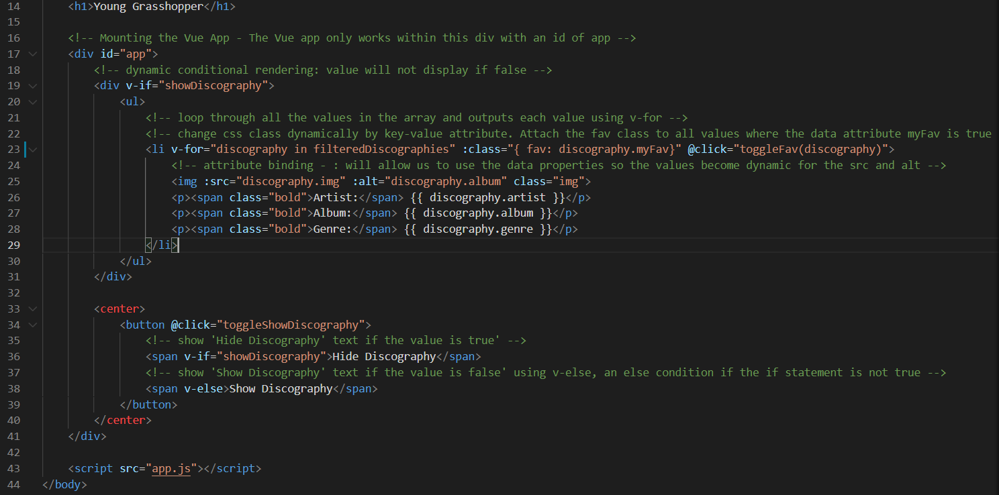 14 <h1>Young Grasshopper</h1>
15
16 <!-- Mounting the Vue App - The Vue app only works within this div with an id of app -->
17 <div id="app">
18 <!-- dynamic conditional rendering: value will not display if false -->
19 <div v-if="showDiscography">
20 <ul>
21 <!-- loop through all the values in the array and outputs each value using v-for -->
22 <!-- change css class dynamically by key-value attribute. Attach the fav class to all values where the data attribute myFav is true
23 <li v-for="discography in filteredDiscographies" :class="{ fav: discography.myFav}" @click="toggleFav(discography)">
24 <!-- attribute binding - : will allow us to use the data properties so the values become dynamic for the src and alt -->
25 <img :src="discography.img" :alt="discography.album" class="img">
26 <p><span class="bold">Artist:</span> {{ discography.artist }}</p>
27 <p><span class="bold">Album:</span> {{ discography.album }}</p>
28 <p><span class="bold">Genre:</span> {{ discography.genre }}</p>
29 </li>
30 </ul>
31 </div>
32
33 <center>
34 <button @click="toggleShowDiscography">
35 <!-- show 'Hide Discography' text if the value is true' -->
36 <span v-if="showDiscography">Hide Discography</span>
37 <!-- show 'Show Discography' text if the value is false' using v-else, an else condition if the if statement is not true -->
38 <span v-else>Show Discography</span>
39 </button>
40 </center>
41 </div>
42
43 <script src="app.js"></script>
44 </body>